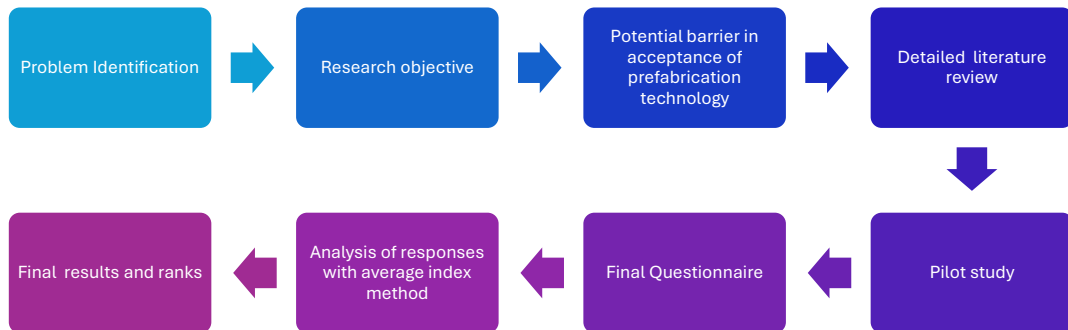 Problem Identification
Research objective
Potential barrier in
acceptance of
prefabrication
technology
Detailed literature
review
Pilot study
Final Questionnaire
Analysis of responses
with average index
method
Final results and ranks